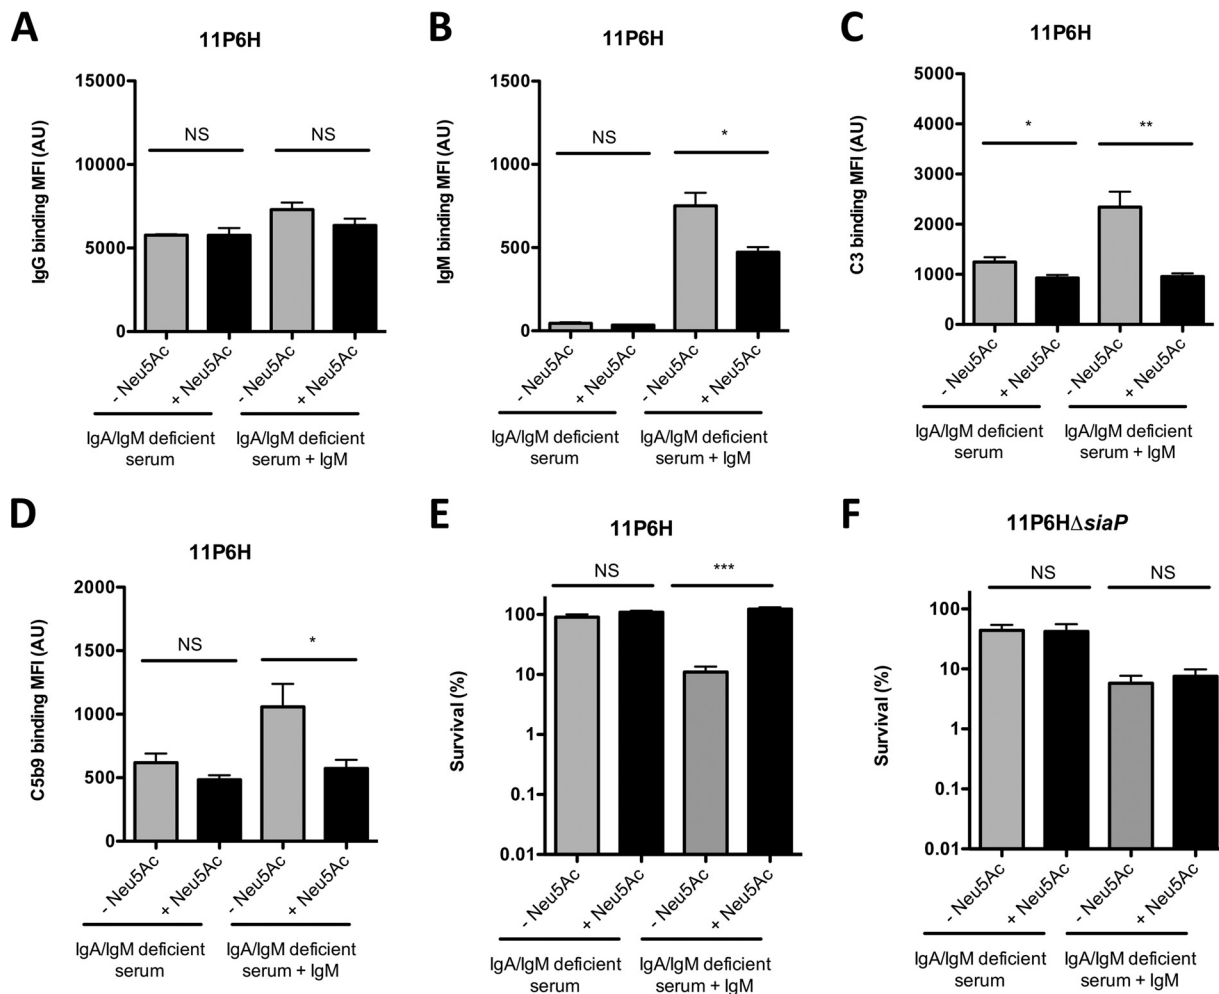 A
11P6H
IgG binding MFI (AU)
15000
10000
5000
0
NS
NS
- Neu5Ac
+ Neu5Ac
- Neu5Ac
+ Neu5Ac
IgA/IgM deficient
serum
IgA/IgM deficient
serum + IgM
B
11P6H
IgM binding MFI (AU)
1500
1000
500
0
NS
*
- Neu5Ac
+ Neu5Ac
- Neu5Ac
+ Neu5Ac
IgA/IgM deficient
serum
IgA/IgM deficient
serum + IgM
C
11P6H
C3 binding MFI (AU)
5000
4000
3000
2000
1000
0
*
**
- Neu5Ac
+ Neu5Ac
- Neu5Ac
+ Neu5Ac
IgA/IgM deficient
serum
IgA/IgM deficient
serum + IgM
D
11P6H
C5b9 binding MFI (AU)
2000
1500
1000
500
0
NS
*
- Neu5Ac
+ Neu5Ac
- Neu5Ac
+ Neu5Ac
IgA/IgM deficient
serum
IgA/IgM deficient
serum + IgM
E
11P6H
Survival (%)
100
10
1
0.1
0.01
NS
***
- Neu5Ac
+ Neu5Ac
- Neu5Ac
+ Neu5Ac
IgA/IgM deficient
serum
IgA/IgM deficient
serum + IgM
F
11P6HΔsiaP
Survival (%)
100
10
1
0.1
0.01
NS
NS
- Neu5Ac
+ Neu5Ac
- Neu5Ac
+ Neu5Ac
IgA/IgM deficient
serum
IgA/IgM deficient
serum + IgM